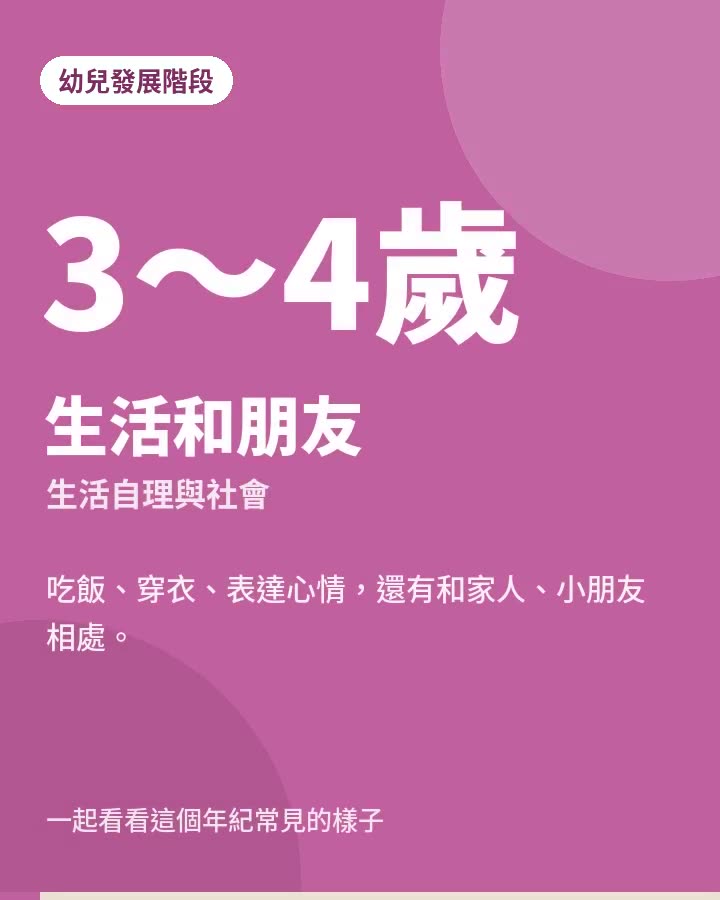 幼兒發展階段
3～4歲
生活和朋友
生活自理與社會
吃飯、穿衣、表達心情，還有和家人、小朋友
相處。
一起看看這個年紀常見的樣子